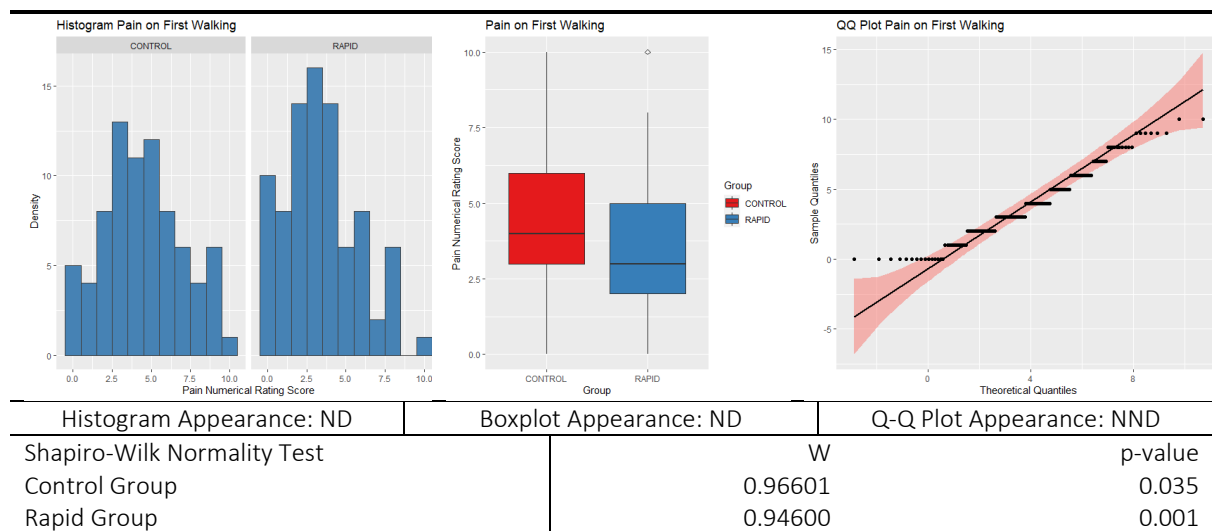 Histogram Pain on First Walking
CONTROL RAPID
15
10
5
0
Density
0.0 2.5 5.0 7.5 10.0 0.0 2.5 5.0 7.5 10.0
Pain Numerical Rating Score
Pain on First Walking
10.0
7.5
5.0
2.5
0.0
Pain Numerical Rating Score
CONTROL RAPID
Group
Group
CONTROL
RAPID
QQ Plot Pain on First Walking
15
10
5
0
-5
Sample Quantiles
0 4 8
Theoretical Quantiles
Histogram Appearance: ND Boxplot Appearance: ND Q-Q Plot Appearance: NND
Shapiro-Wilk Normality Test W p-value
Control Group 0.96601 0.035
Rapid Group 0.94600 0.001